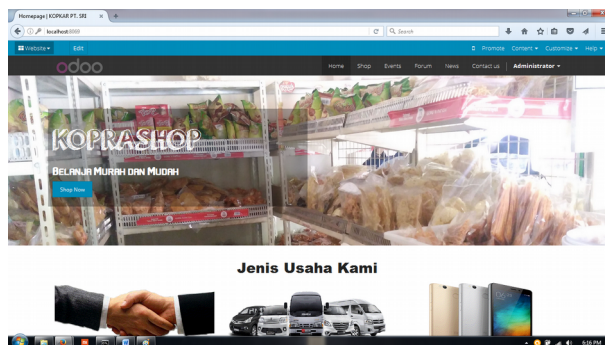 Homepage | KOPKAR PT. SRI
localhost:8069
Search
Website Edit
Promote Content Customize Help
odoo
Home Shop Events Forum News Contact us Administrator
KOPRASHOP
BELANJA MURAH DAN MUDAH
Shop Now
Jenis Usaha Kami
6:16 PM